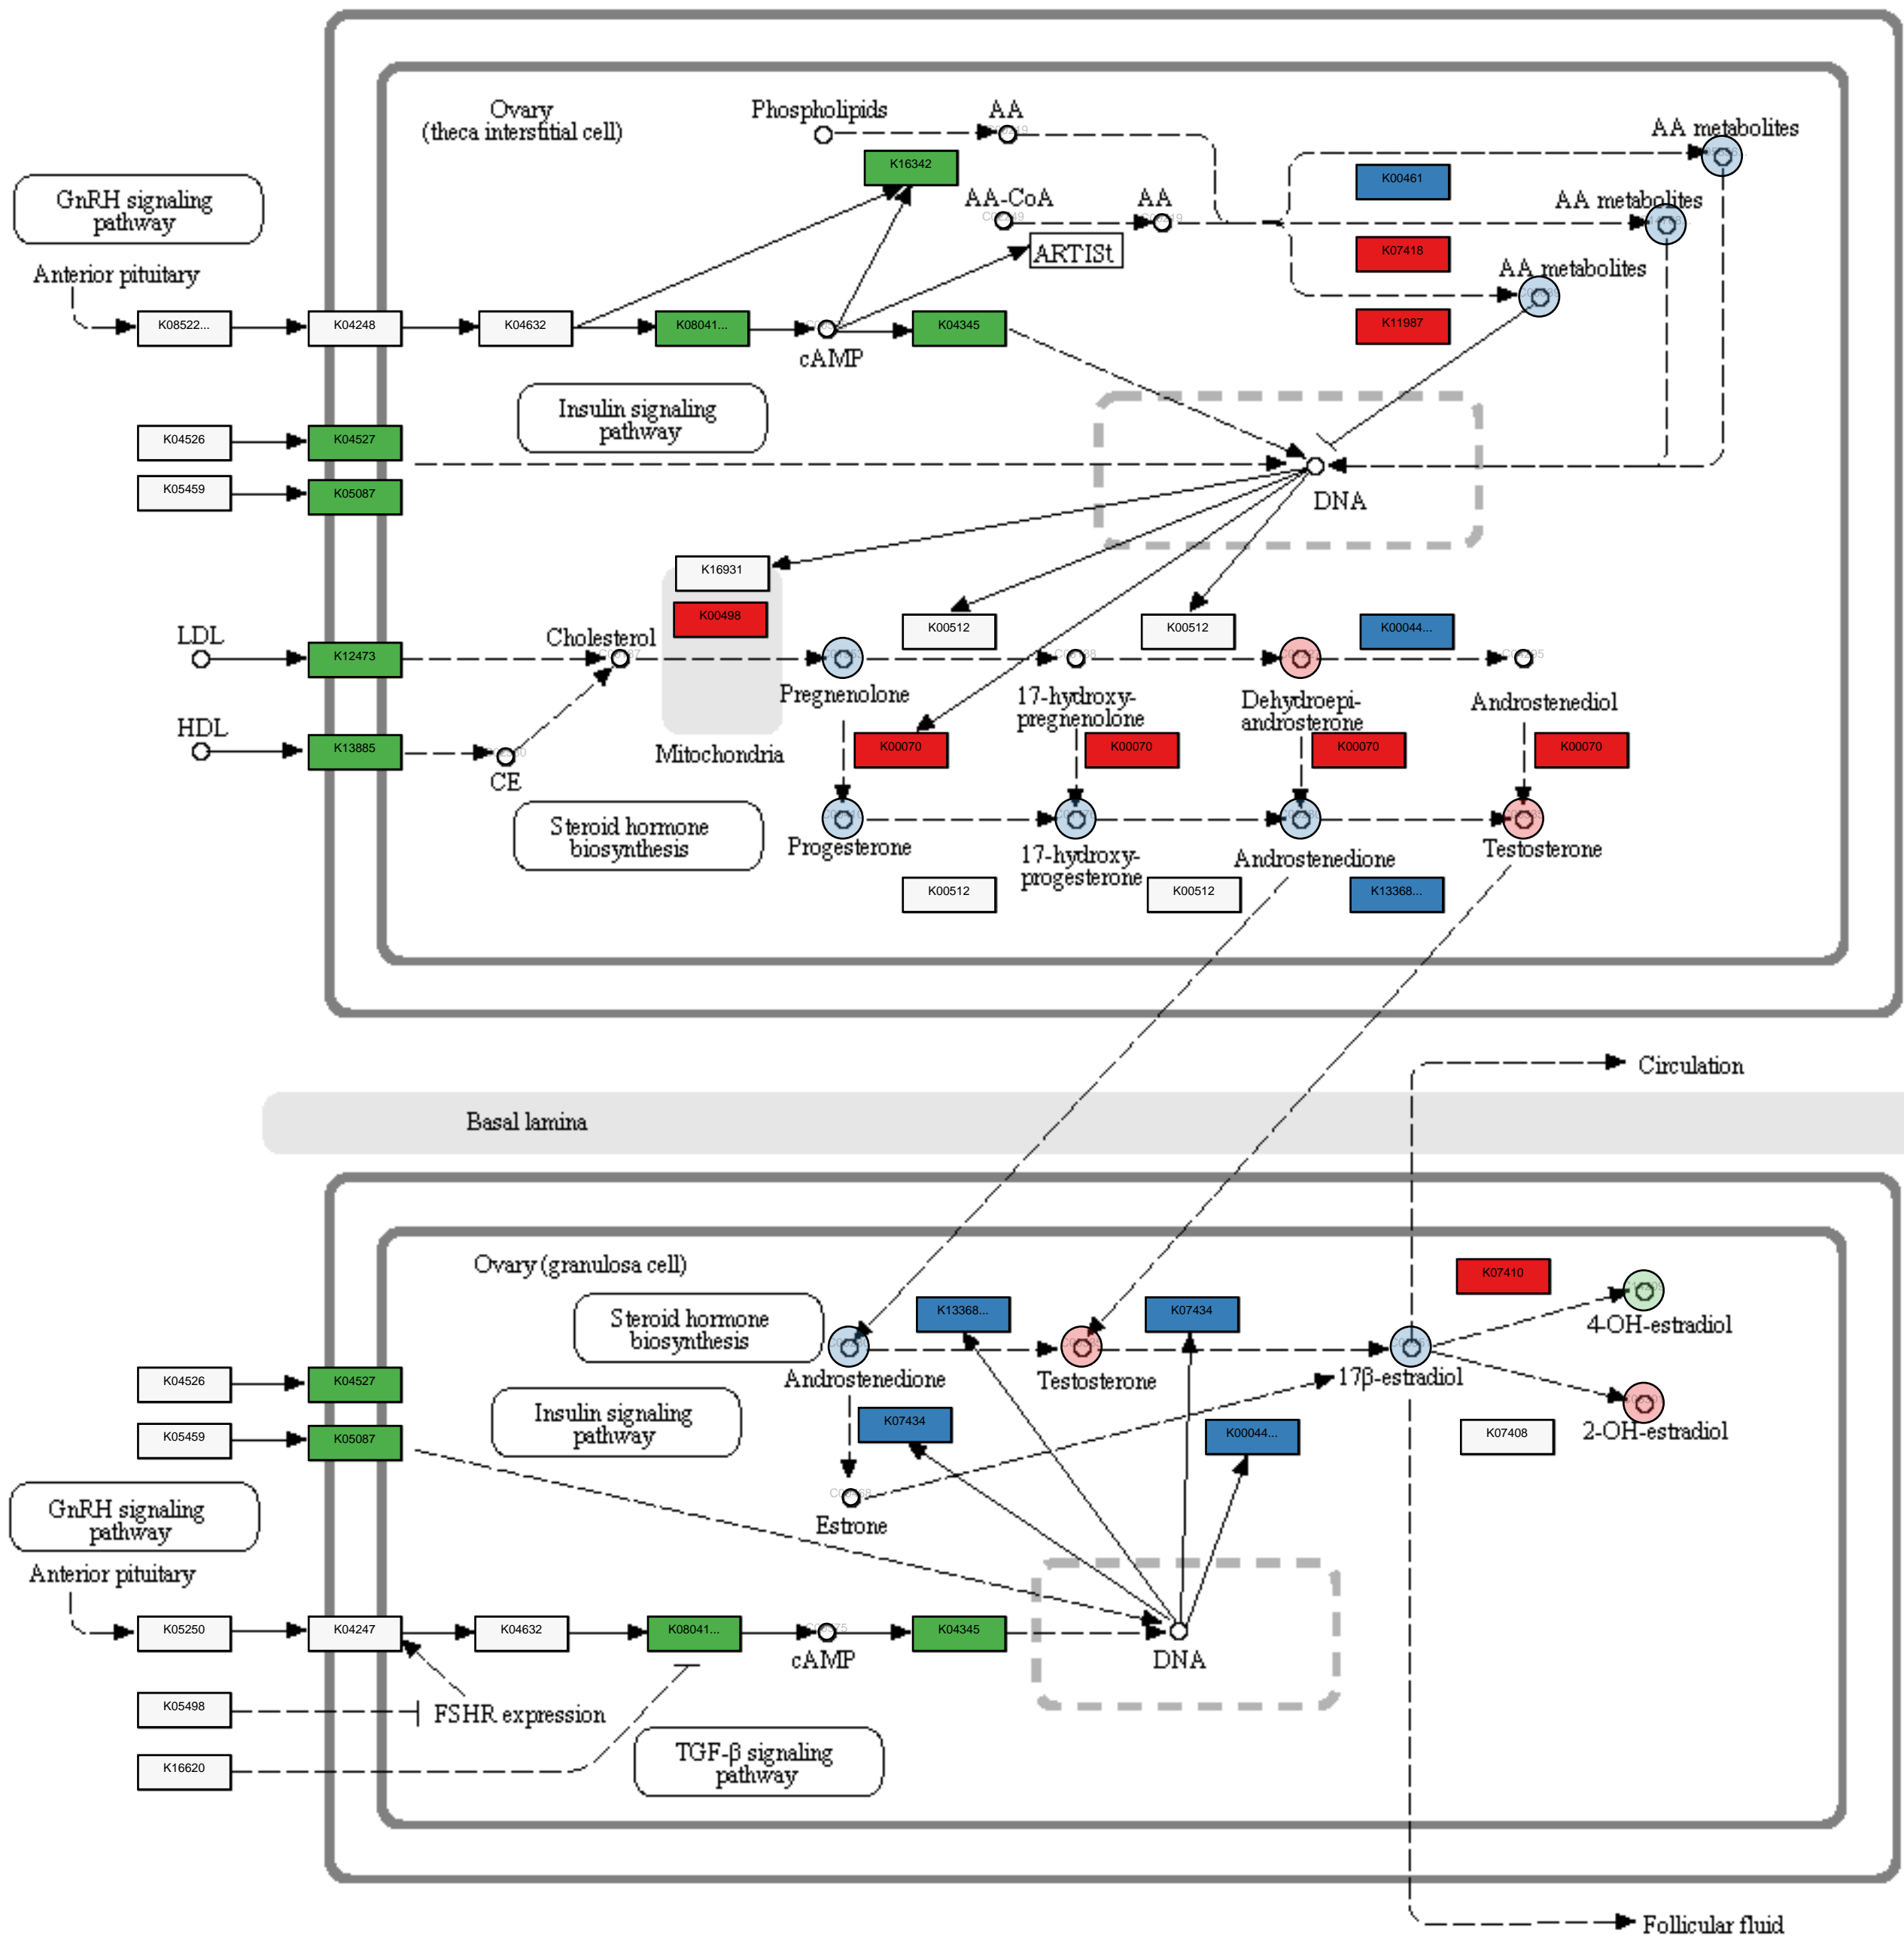 Ovary
(theca interstitial cell)
Phospholipids
AA
AA metabolites
K16342
K00461
GnRH signaling
pathway
AA-CoA
AA
AA metabolites
ARTISt
K07418
Anterior pituitary
AA metabolites
K08522...
K04248
K04632
K08041...
cAMP
K04345
K11987
Insulin signaling
pathway
K04526
K04527
K05459
K05087
DNA
K16931
K00498
LDL
K12473
Cholesterol
K00512
K00512
K00044...
Pregnenolone
17-hydroxy-
pregnenolone
Dehydroepi-
androsterone
Androstenediol
HDL
K13885
CE
Mitochondria
K00070
K00070
K00070
K00070
Steroid hormone
biosynthesis
Progesterone
17-hydroxy-
progesterone
Androstenedione
Testosterone
K00512
K00512
K13368...
Circulation
Basal lamina
Ovary (granulosa cell)
K07410
Steroid hormone
biosynthesis
K13368...
K07434
4-OH-estradiol
Androstenedione
Testosterone
17β-estradiol
K04526
K04527
Insulin signaling
pathway
K07434
K00044...
K07408
2-OH-estradiol
K05459
K05087
GnRH signaling
pathway
Estrone
Anterior pituitary
K05250
K04247
K04632
K08041...
cAMP
K04345
DNA
K05498
FSHR expression
K16620
TGF-β signaling
pathway
Follicular fluid